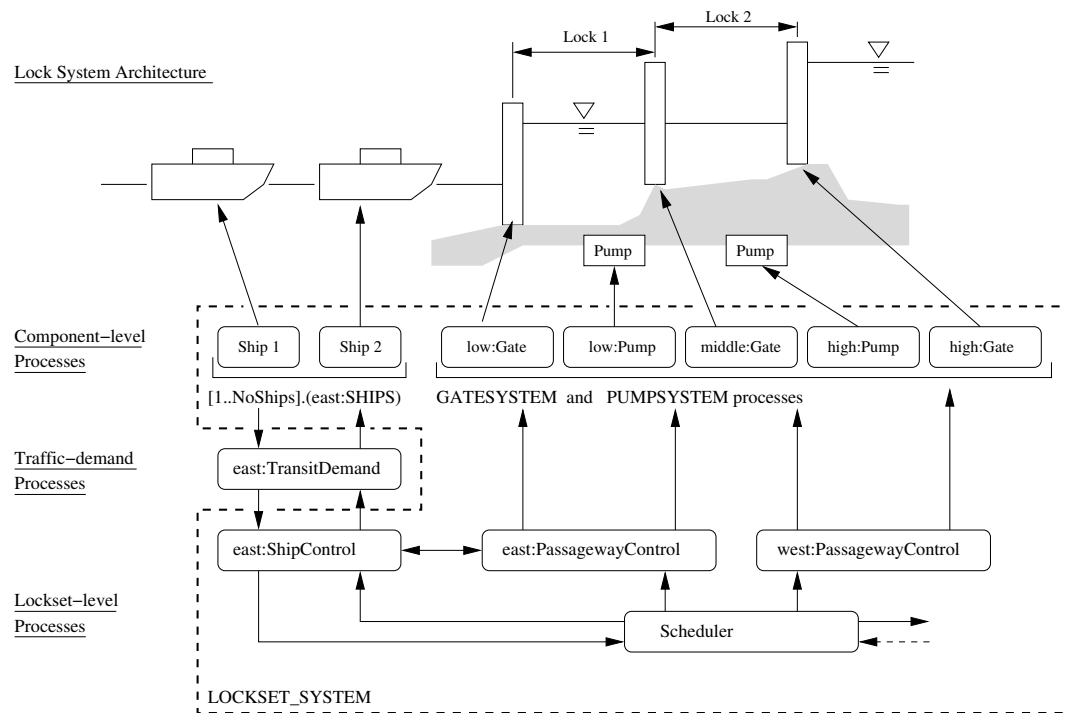 Lock 2
Lock 1
Lock System Architecture
Pump
Pump
Component−level
Processes
Ship 1
Ship 2
low:Gate
low:Pump
middle:Gate
high:Pump
high:Gate
[1..NoShips].(east:SHIPS)
GATESYSTEM and PUMPSYSTEM processes
Traffic−demand
Processes
east:TransitDemand
east:ShipControl
east:PassagewayControl
west:PassagewayControl
Lockset−level
Processes
Scheduler
LOCKSET_SYSTEM